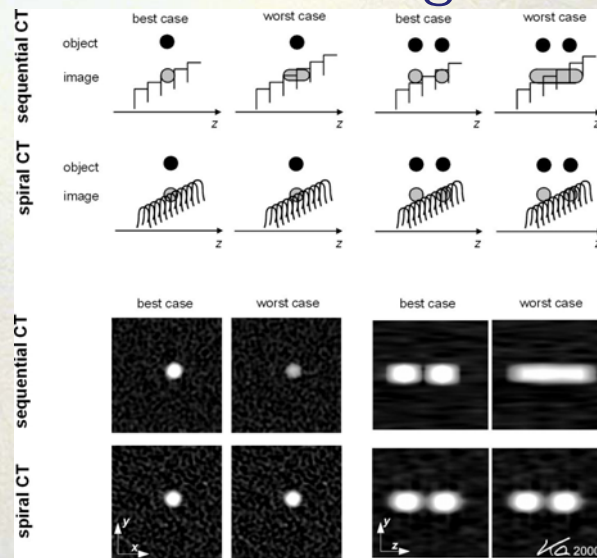 best case worst case best case worst case
sequential CT
object
image
z z z z
spiral CT
object
image
z z z z
best case worst case best case worst case
sequential CT
spiral CT
y
x
y
z
2000